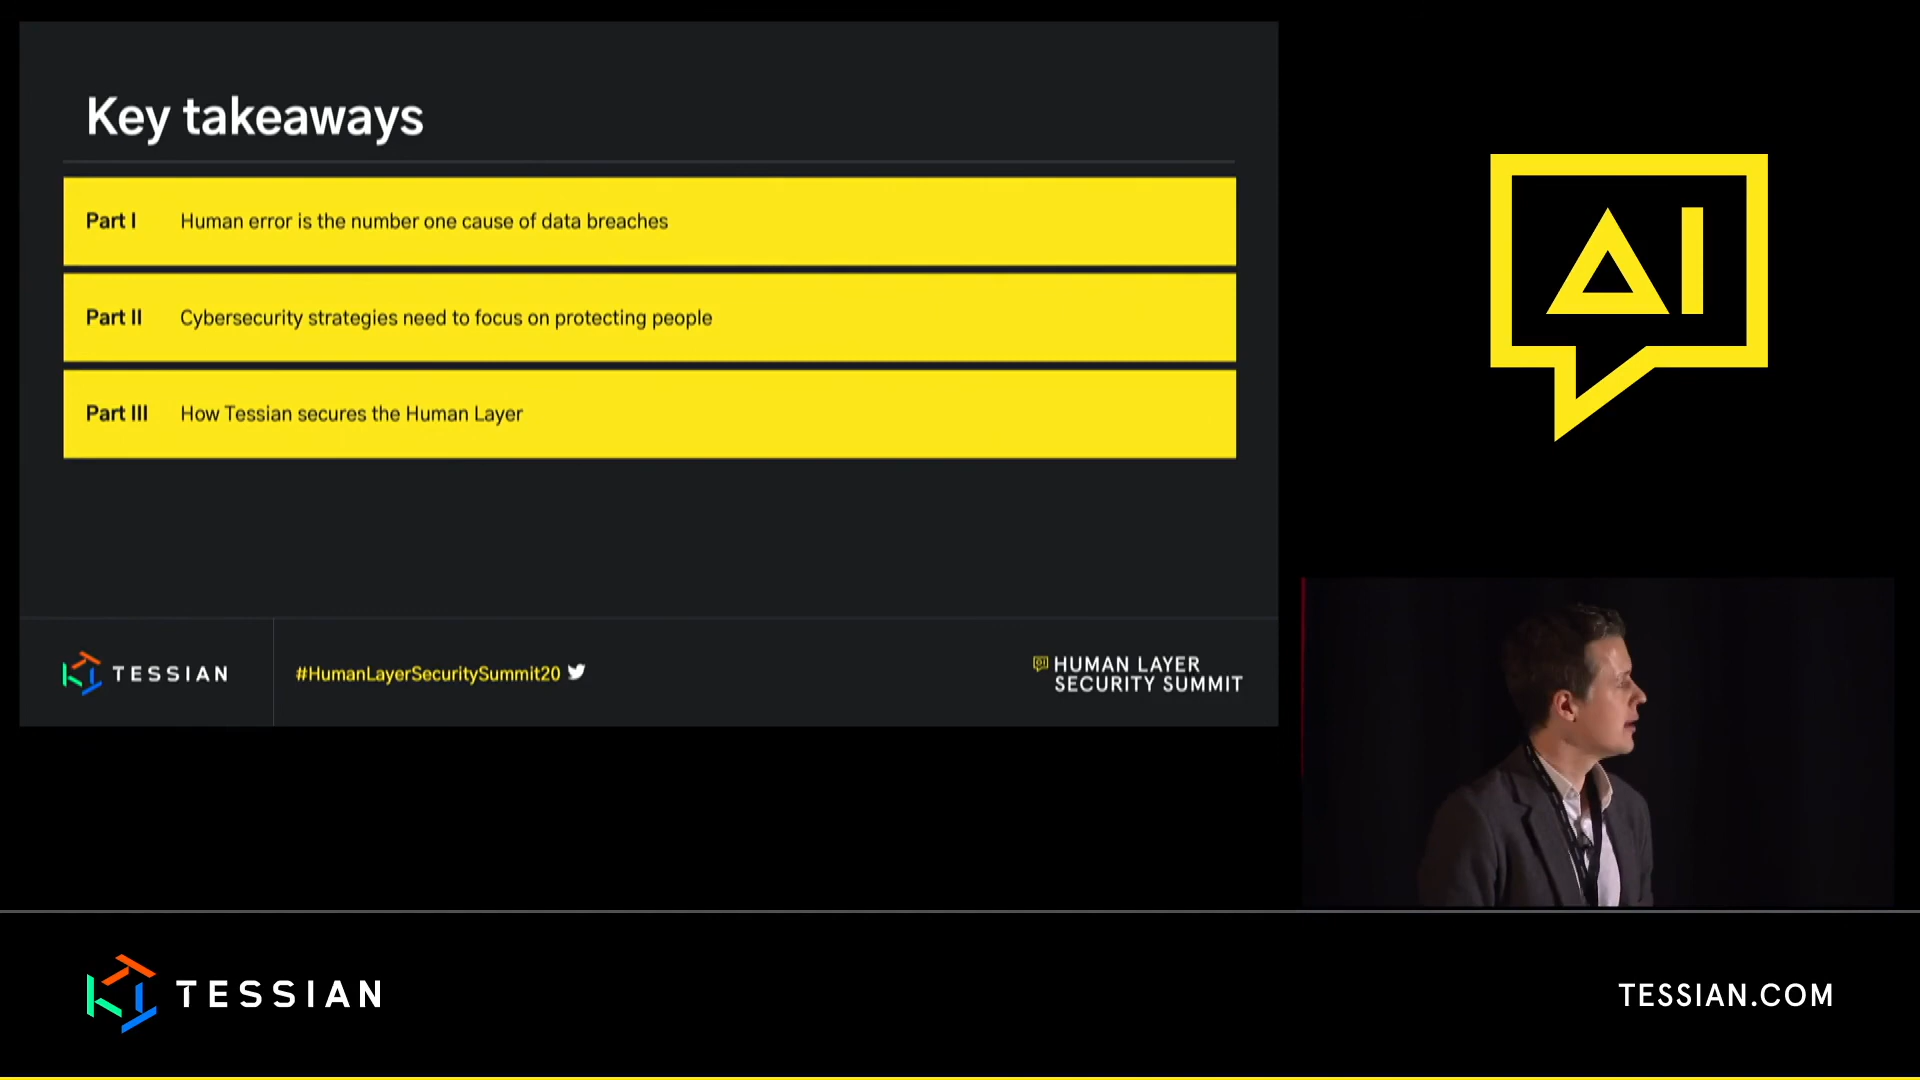 Key takeaways
Part I Human error is the number one cause of data breaches
Part II Cybersecurity strategies need to focus on protecting people
Part III How Tessian secures the Human Layer
TESSIAN
#HumanLayerSecuritySummit20
HUMAN LAYER
SECURITY SUMMIT
AI
TESSIAN
TESSIAN.COM